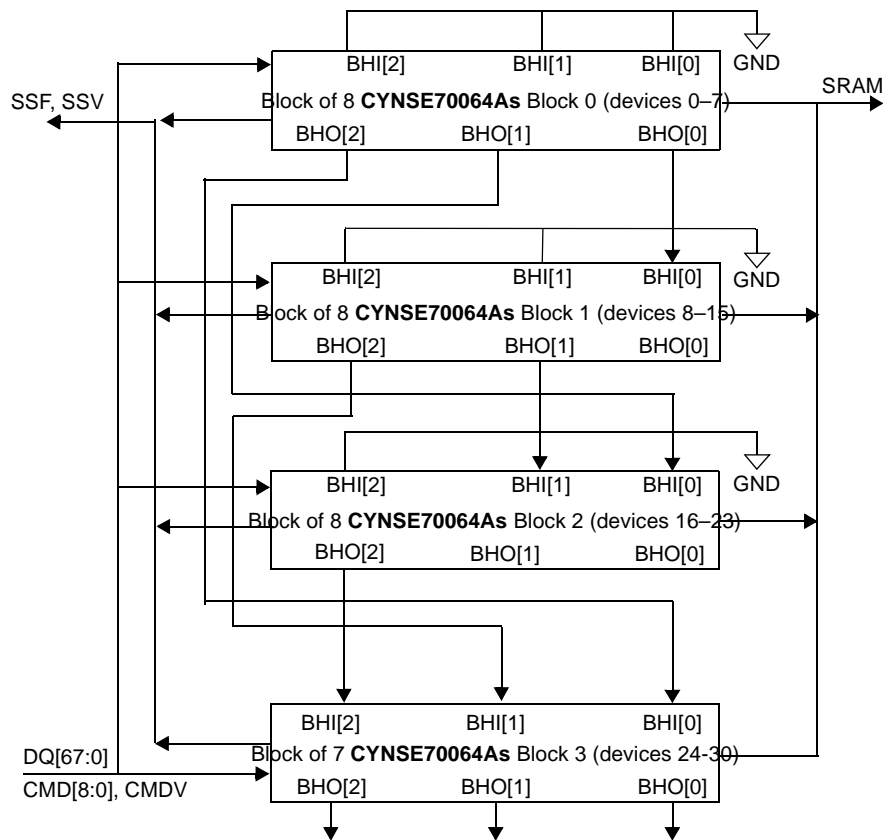 BHI[2] BHI[1] BHI[0] GND
SSF, SSV
SRAM
Block of 8 CYNSE70064As Block 0 (devices 0–7)
BHO[2] BHO[1] BHO[0]
BHI[2] BHI[1] BHI[0] GND
Block of 8 CYNSE70064As Block 1 (devices 8–15)
BHO[2] BHO[1] BHO[0]
BHI[2] BHI[1] BHI[0] GND
Block of 8 CYNSE70064As Block 2 (devices 16–23)
BHO[2] BHO[1] BHO[0]
BHI[2] BHI[1] BHI[0]
DQ[67:0]
Block of 7 CYNSE70064As Block 3 (devices 24-30)
CMD[8:0], CMDV
BHO[2] BHO[1] BHO[0]